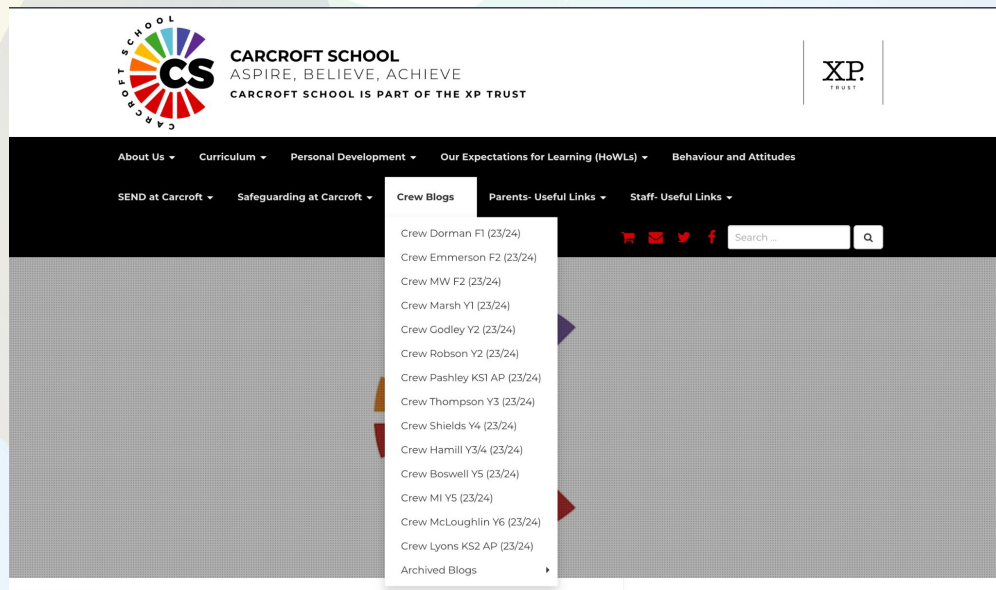 CARCROFT SCHOOL
CS
CARCROFT SCHOOL
ASPIRE, BELIEVE, ACHIEVE
CARCROFT SCHOOL IS PART OF THE XP TRUST
XP.
TRUST
About Us Curriculum Personal Development Our Expectations for Learning (HoWLs) Behaviour and Attitudes
SEND at Carcroft Safeguarding at Carcroft Crew Blogs Parents- Useful Links Staff- Useful Links
Search ...
Crew Dorman F1 (23/24)
Crew Emmerson F2 (23/24)
Crew MW F2 (23/24)
Crew Marsh Y1 (23/24)
Crew Godley Y2 (23/24)
Crew Robson Y2 (23/24)
Crew Pashley KS1 AP (23/24)
Crew Thompson Y3 (23/24)
Crew Shields Y4 (23/24)
Crew Hamill Y3/4 (23/24)
Crew Boswell Y5 (23/24)
Crew MI Y5 (23/24)
Crew McLoughlin Y6 (23/24)
Crew Lyons KS2 AP (23/24)
Archived Blogs